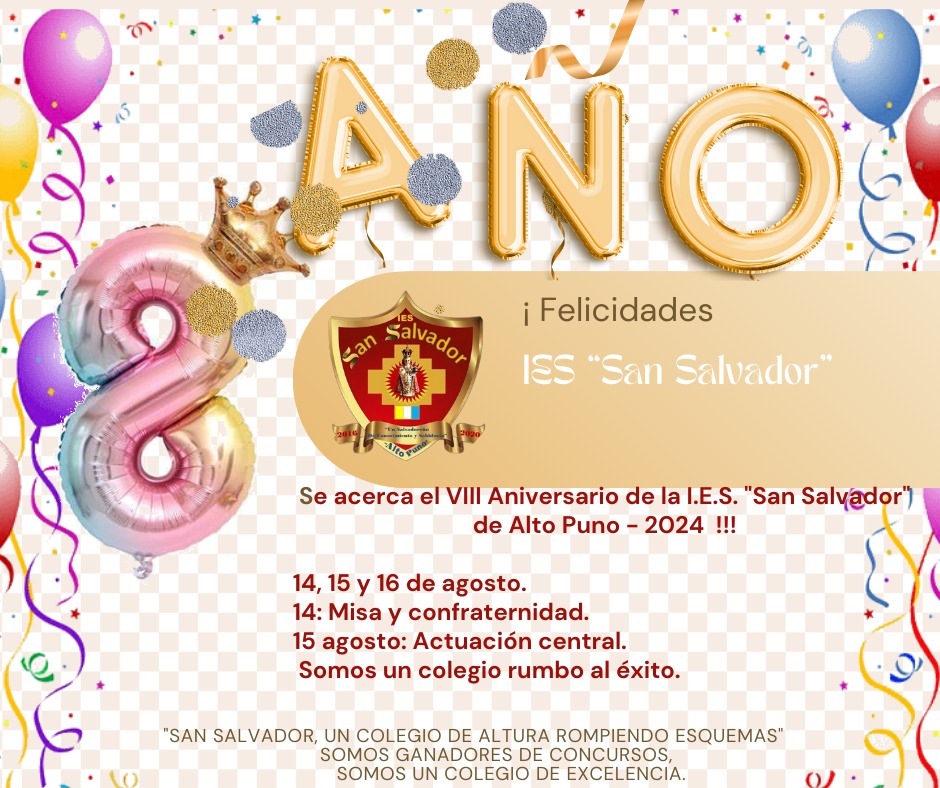 8 AÑO
¡ Felicidades
IES "San Salvador"
IES
San Salvador
2016
2020
Alto Puno
Se acerca el VIII Aniversario de la I.E.S. "San Salvador"
de Alto Puno - 2024 !!!
14, 15 y 16 de agosto.
14: Misa y confraternidad.
15 agosto: Actuación central.
Somos un colegio rumbo al éxito.
"SAN SALVADOR, UN COLEGIO DE ALTURA ROMPIENDO ESQUEMAS"
SOMOS GANADORES DE CONCURSOS,
SOMOS UN COLEGIO DE EXCELENCIA.